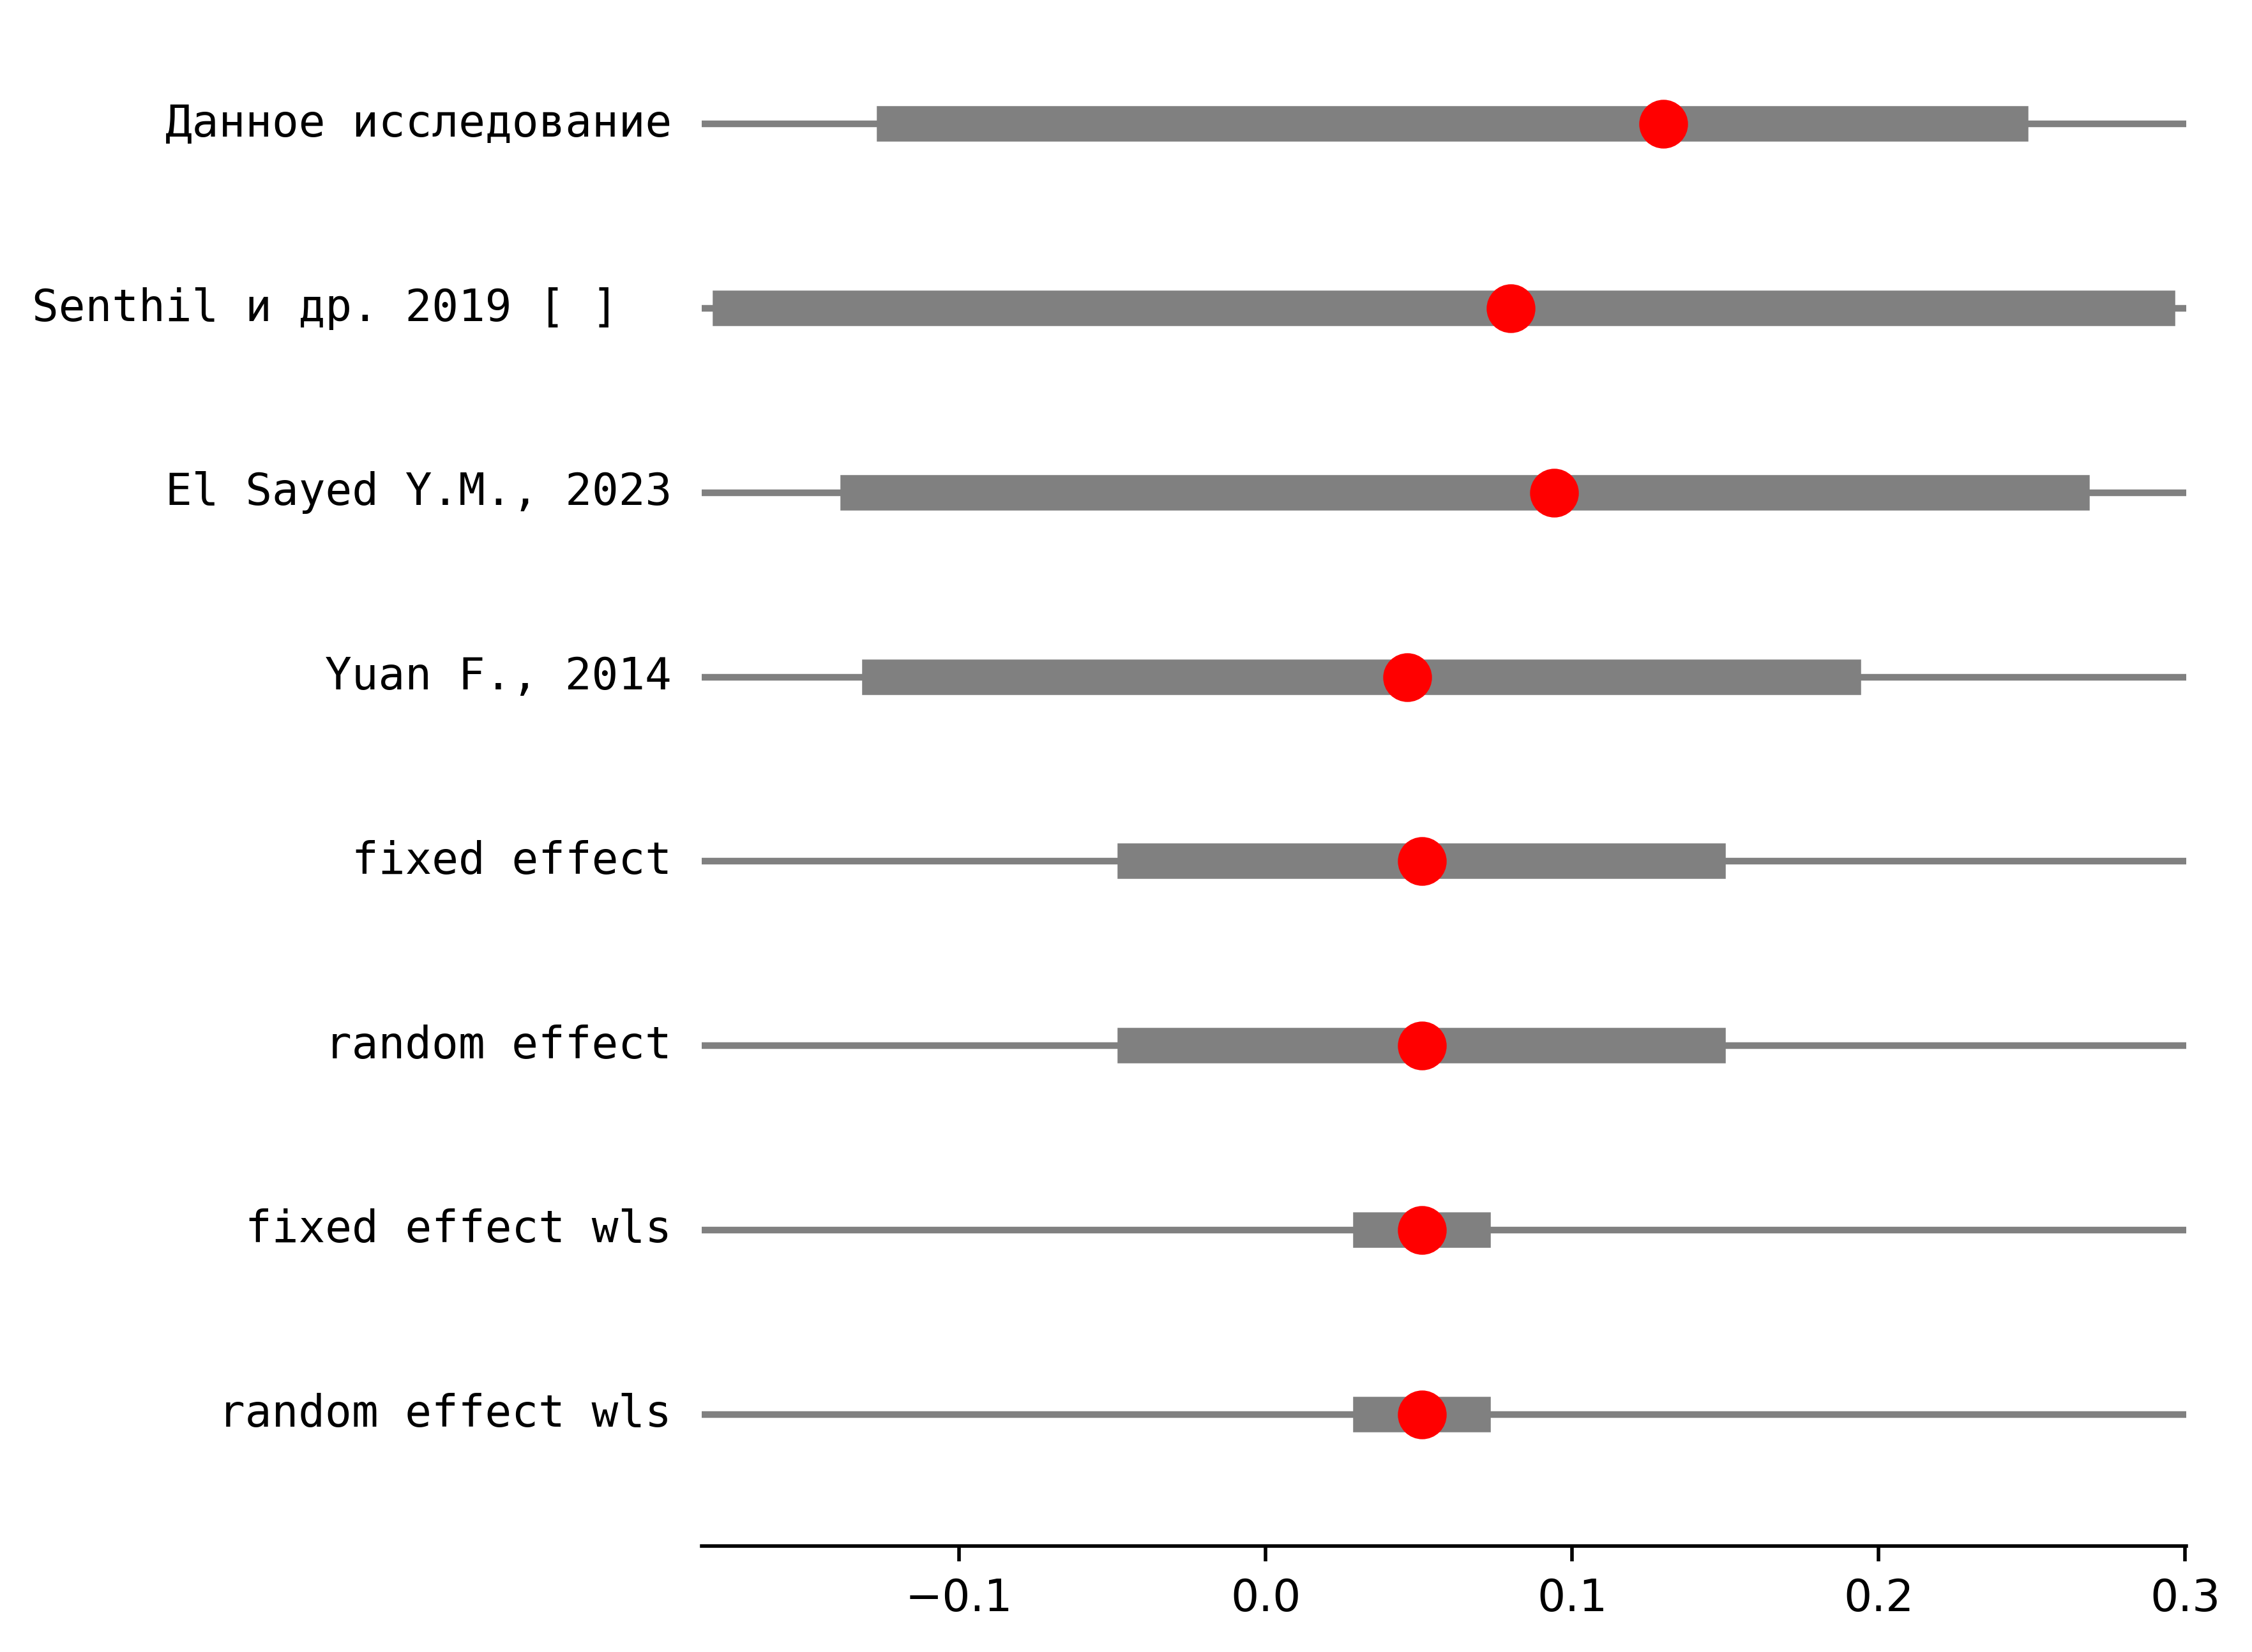 Данное исследование
Senthil и др. 2019 [ ]
El Sayed Y.M., 2023
Yuan F., 2014
fixed effect
random effect
fixed effect wls
random effect wls
−0.1 0.0 0.1 0.2 0.3